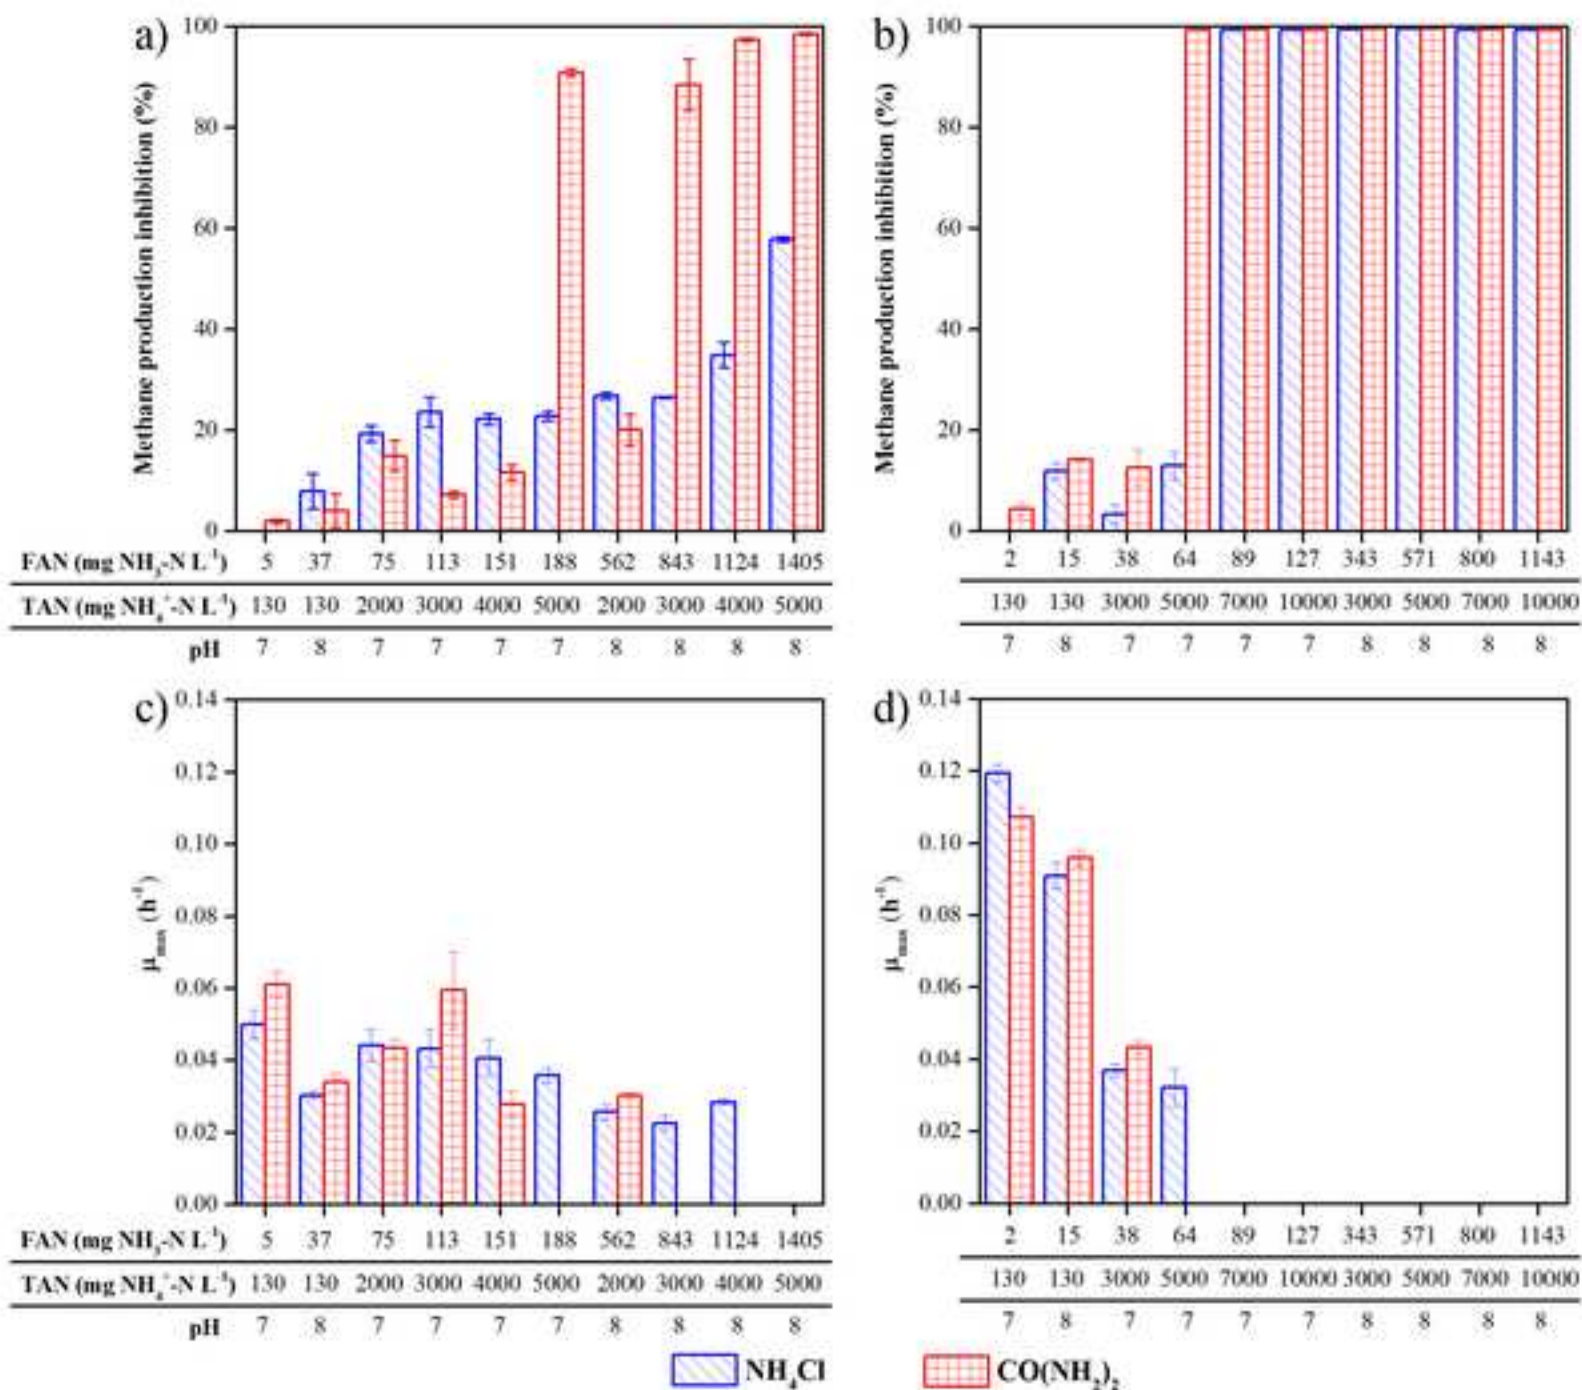 a)
100
80
60
40
20
0
Methane production inhibition (%)
FAN (mg NH₃-N L⁻¹) 5 37 75 113 151 188 562 843 1124 1405
TAN (mg NH₄⁺-N L⁻¹) 130 130 2000 3000 4000 5000 2000 3000 4000 5000
pH 7 8 7 7 7 7 8 8 8 8
b)
100
80
60
40
20
0
Methane production inhibition (%)
2 15 38 64 89 127 343 571 800 1143
130 130 3000 5000 7000 10000 3000 5000 7000 10000
7 8 7 7 7 7 8 8 8 8
c)
0.14
0.12
0.10
0.08
0.06
0.04
0.02
0.00
μmax (h⁻¹)
FAN (mg NH₃-N L⁻¹) 5 37 75 113 151 188 562 843 1124 1405
TAN (mg NH₄⁺-N L⁻¹) 130 130 2000 3000 4000 5000 2000 3000 4000 5000
pH 7 8 7 7 7 7 8 8 8 8
d)
0.14
0.12
0.10
0.08
0.06
0.04
0.02
0.00
μmax (h⁻¹)
2 15 38 64 89 127 343 571 800 1143
130 130 3000 5000 7000 10000 3000 5000 7000 10000
7 8 7 7 7 7 8 8 8 8
NH₄Cl
CO(NH₂)₂